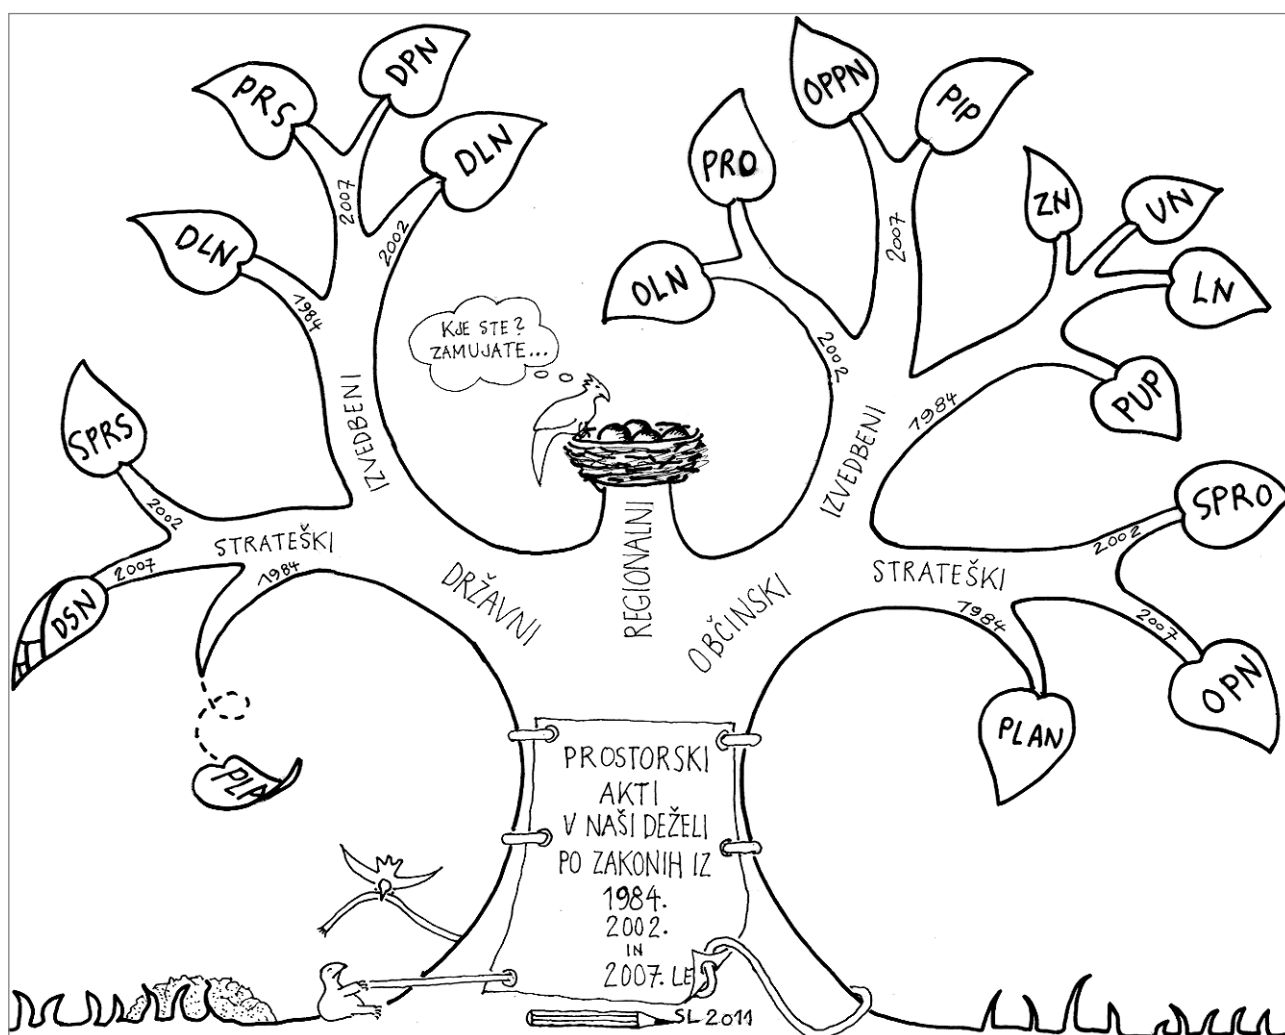 PRS
DPN
DLN
DLN
2007
2002
1984
IZVEDBENI
SPRS
2002
STRATEŠKI
2007
1984
DSN
PLA
DRŽAVNI
KJE STE?
ZAMUJATE...
REGIONALNI
OPPN
PIP
PRO
OLN
2007
2002
ZN
UN
LN
PUP
1984
IZVEDBENI
OBČINSKI
STRATEŠKI
SPRO
2002
1984
2007
OPN
PLAN
PROSTORSKI
AKTI
V NAŠI DEŽELI
PO ZAKONIH IZ
1984.
2002.
IN
2007. LE
SL 2011